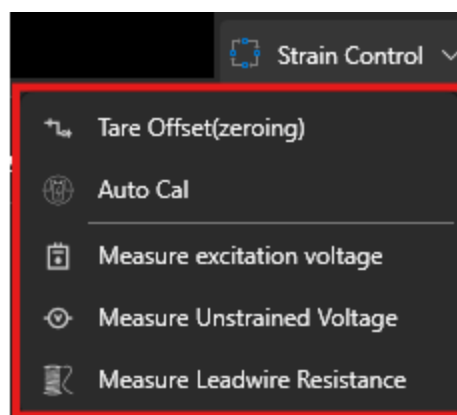 Strain Control
Tare Offset(zeroing)
Auto Cal
Measure excitation voltage
Measure Unstrained Voltage
Measure Leadwire Resistance